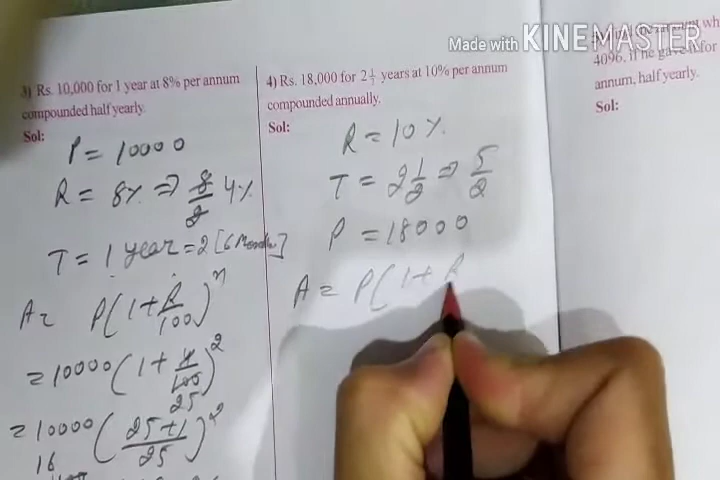 Made with KINEMASTER
3) Rs. 10,000 for 1 year at 8% per annum
compounded half yearly.
Sol:
P = 10000
R = 8% => 8/2 4%
T = 1 year = 2 [6 Months]
A = P(1+R/100)^n
= 10000(1+4/100)^2
25
= 10000(25+1/25)^2
16
4) Rs. 18,000 for 2 1/2 years at 10% per annum
compounded annually.
Sol:
R = 10%
T = 2 1/2 => 5/2
P = 18000
A = P(1+R
4096, if he gave it for
annum, half yearly.
Sol: